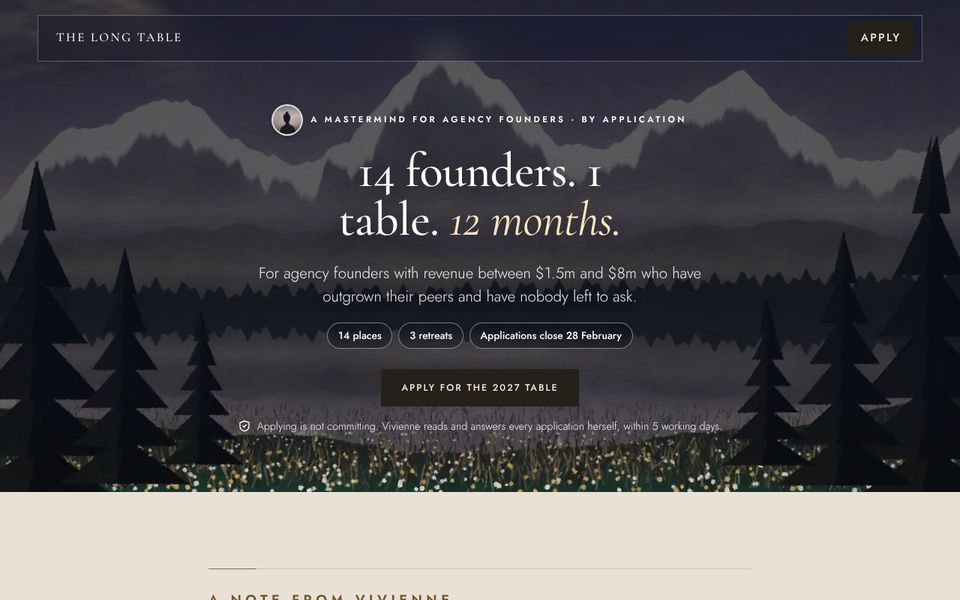 THE LONG TABLE
APPLY
A MASTERMIND FOR AGENCY FOUNDERS · BY APPLICATION
14 founders. 1
table. 12 months.
For agency founders with revenue between $1.5m and $8m who have
outgrown their peers and have nobody left to ask.
14 places
3 retreats
Applications close 28 February
APPLY FOR THE 2027 TABLE
Applying is not committing. Vivienne reads and answers every application herself, within 5 working days.
A NOTE FROM VIVIENNE